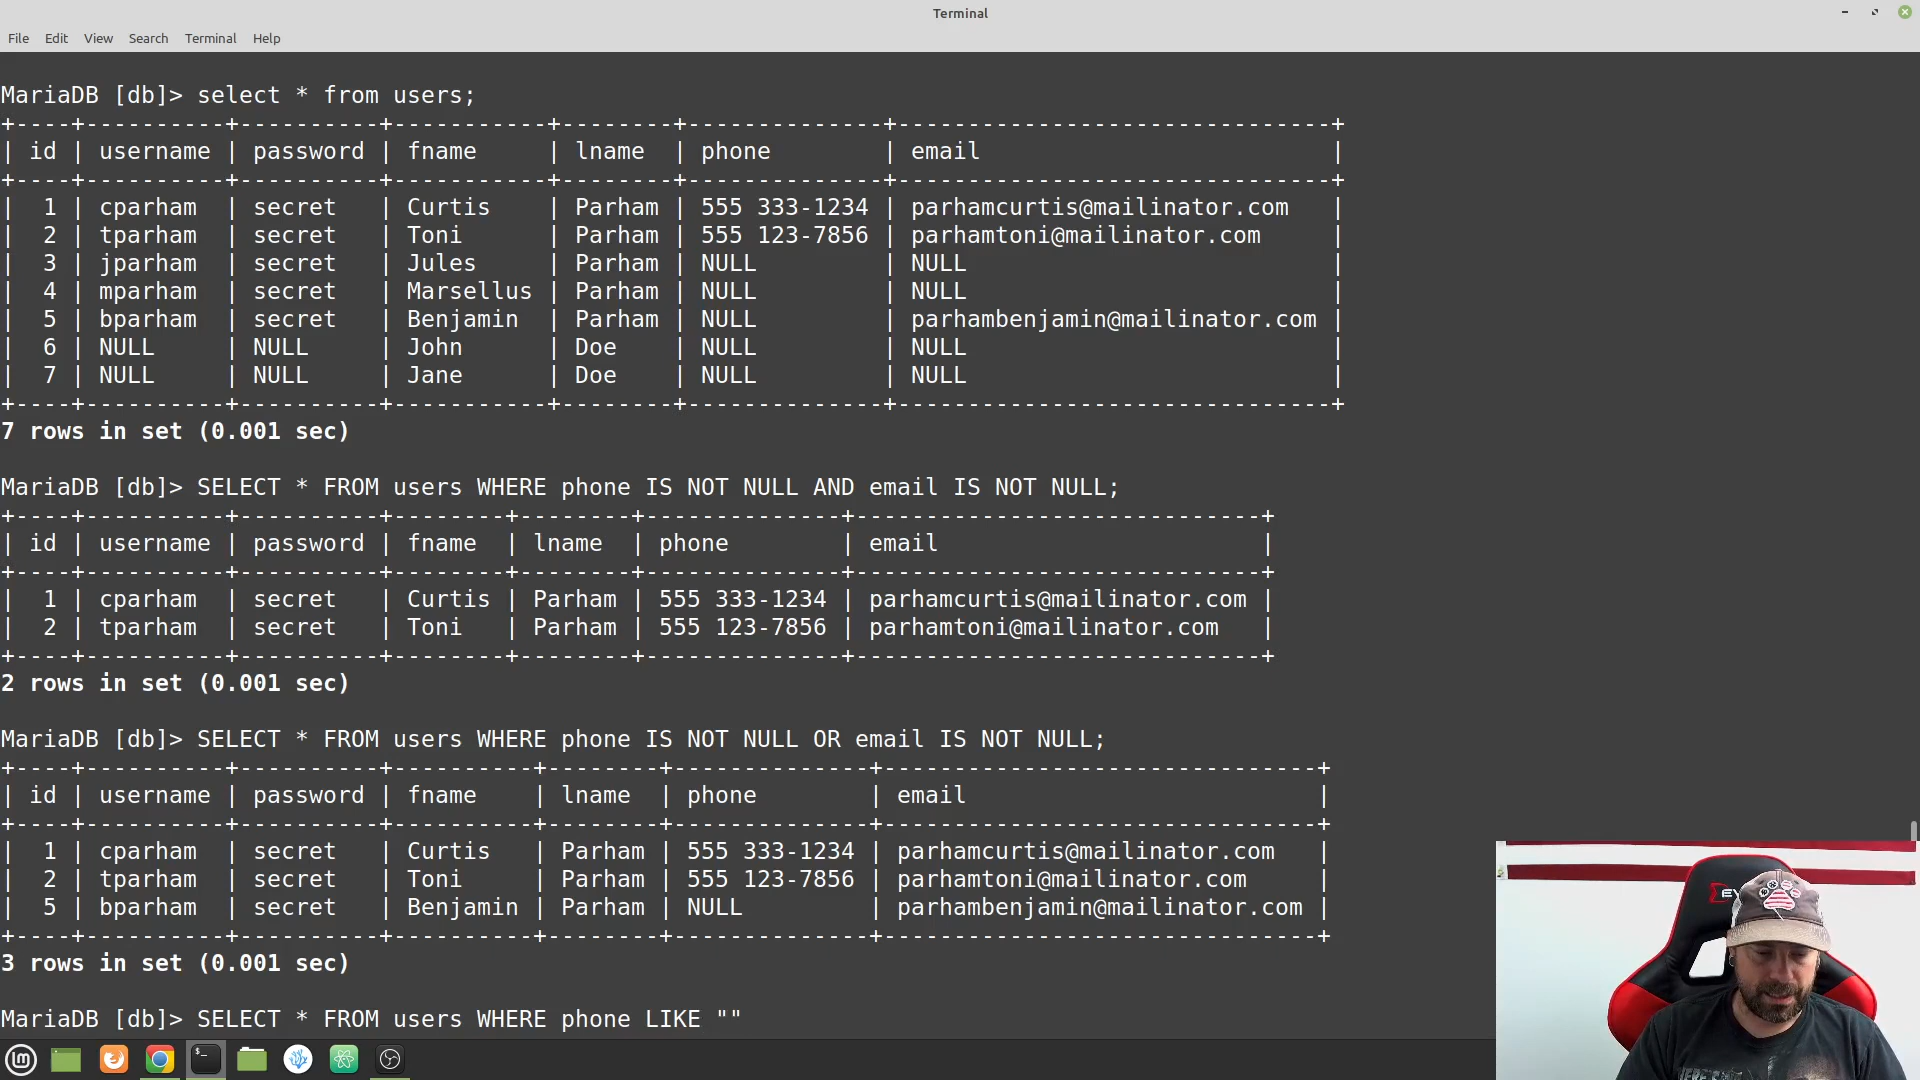 Terminal
File Edit View Search Terminal Help
MariaDB [db]> select * from users;
+----+----------+----------+-----------+--------+--------------+-------------------------------+
| id | username | password | fname     | lname  | phone        | email                         |
+----+----------+----------+-----------+--------+--------------+-------------------------------+
|  1 | cparham  | secret   | Curtis    | Parham | 555 333-1234 | parhamcurtis@mailinator.com   |
|  2 | tparham  | secret   | Toni      | Parham | 555 123-7856 | parhamtoni@mailinator.com     |
|  3 | jparham  | secret   | Jules     | Parham | NULL         | NULL                          |
|  4 | mparham  | secret   | Marsellus | Parham | NULL         | NULL                          |
|  5 | bparham  | secret   | Benjamin  | Parham | NULL         | parhambenjamin@mailinator.com |
|  6 | NULL     | NULL     | John      | Doe    | NULL         | NULL                          |
|  7 | NULL     | NULL     | Jane      | Doe    | NULL         | NULL                          |
+----+----------+----------+-----------+--------+--------------+-------------------------------+
7 rows in set (0.001 sec)
MariaDB [db]> SELECT * FROM users WHERE phone IS NOT NULL AND email IS NOT NULL;
+----+----------+----------+--------+--------+--------------+-----------------------------+
| id | username | password | fname  | lname  | phone        | email                       |
+----+----------+----------+--------+--------+--------------+-----------------------------+
|  1 | cparham  | secret   | Curtis | Parham | 555 333-1234 | parhamcurtis@mailinator.com |
|  2 | tparham  | secret   | Toni   | Parham | 555 123-7856 | parhamtoni@mailinator.com   |
+----+----------+----------+--------+--------+--------------+-----------------------------+
2 rows in set (0.001 sec)
MariaDB [db]> SELECT * FROM users WHERE phone IS NOT NULL OR email IS NOT NULL;
+----+----------+----------+----------+--------+--------------+-------------------------------+
| id | username | password | fname    | lname  | phone        | email                         |
+----+----------+----------+----------+--------+--------------+-------------------------------+
|  1 | cparham  | secret   | Curtis   | Parham | 555 333-1234 | parhamcurtis@mailinator.com   |
|  2 | tparham  | secret   | Toni     | Parham | 555 123-7856 | parhamtoni@mailinator.com     |
|  5 | bparham  | secret   | Benjamin | Parham | NULL         | parhambenjamin@mailinator.com |
+----+----------+----------+----------+--------+--------------+-------------------------------+
3 rows in set (0.001 sec)
MariaDB [db]> SELECT * FROM users WHERE phone LIKE ""